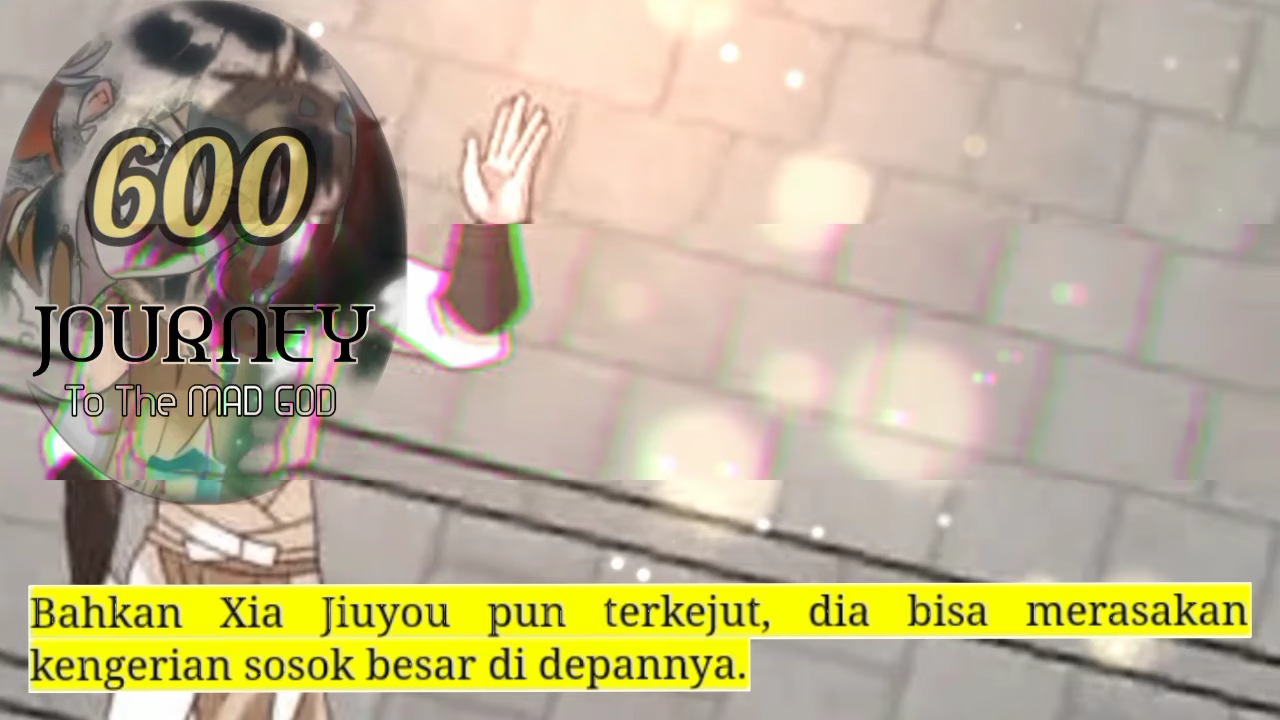 600
JOURNEY
To The MAD GOD
Bahkan Xia Jiuyou pun terkejut, dia bisa merasakan
kengerian sosok besar di depannya.